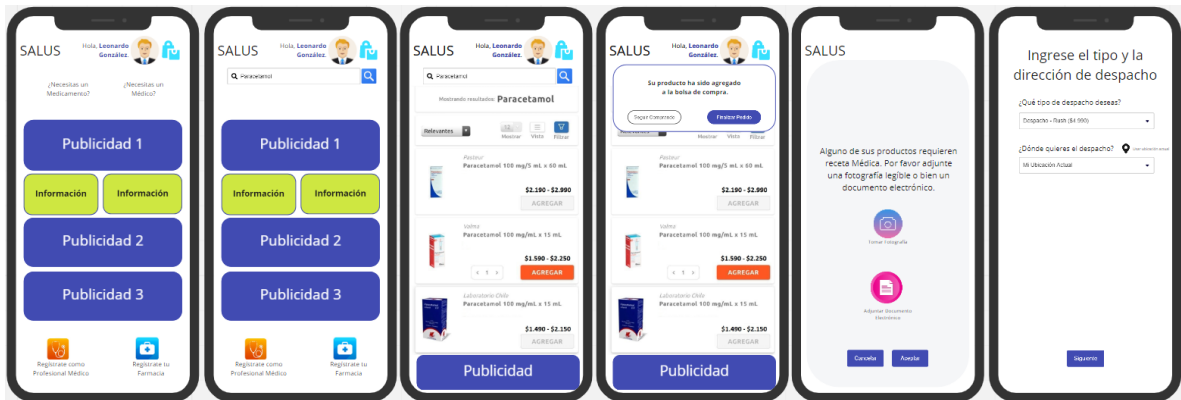 SALUS
Hola, Leonardo
González.
¿Necesitas un
Medicamento?
¿Necesitas un
Médico?
Publicidad 1
Información
Información
Publicidad 2
Publicidad 3
Regístrate como
Profesional Médico
Regístrate tu
Farmacia
SALUS
Hola, Leonardo
González.
Paracetamol
Publicidad 1
Información
Información
Publicidad 2
Publicidad 3
Regístrate como
Profesional Médico
Regístrate tu
Farmacia
SALUS
Hola, Leonardo
González.
Paracetamol
Mostrando resultados: Paracetamol
Relevantes
Mostrar
Vista
Filtrar
Pasteur
Paracetamol 100 mg/5 mL x 60 mL
$2.190 - $2.990
AGREGAR
Valma
Paracetamol 100 mg/mL x 15 mL
$1.590 - $2.250
< 1 >
AGREGAR
Laboratorio Chile
Paracetamol 100 mg/mL x 15 mL
$1.490 - $2.150
AGREGAR
Publicidad
SALUS
Hola, Leonardo
González.
Su producto ha sido agregado
a la bolsa de compra.
Seguir Comprando
Finalizar Pedido
Mostrar
Vista
Filtrar
Pasteur
Paracetamol 100 mg/5 mL x 60 mL
$2.190 - $2.990
AGREGAR
Valma
Paracetamol 100 mg/mL x 15 mL
$1.590 - $2.250
< 1 >
AGREGAR
Laboratorio Chile
Paracetamol 100 mg/mL x 15 mL
$1.490 - $2.150
AGREGAR
Publicidad
SALUS
Alguno de sus productos requieren
receta Médica. Por favor adjunte
una fotografía legible o bien un
documento electrónico.
Tomar Fotografía
Adjuntar Documento
Electrónico
Cancelar
Aceptar
Ingrese el tipo y la
dirección de despacho
¿Qué tipo de despacho deseas?
Despacho - Rush ($4.990)
¿Dónde quieres el despacho?
Mi Ubicación Actual
Siguiente